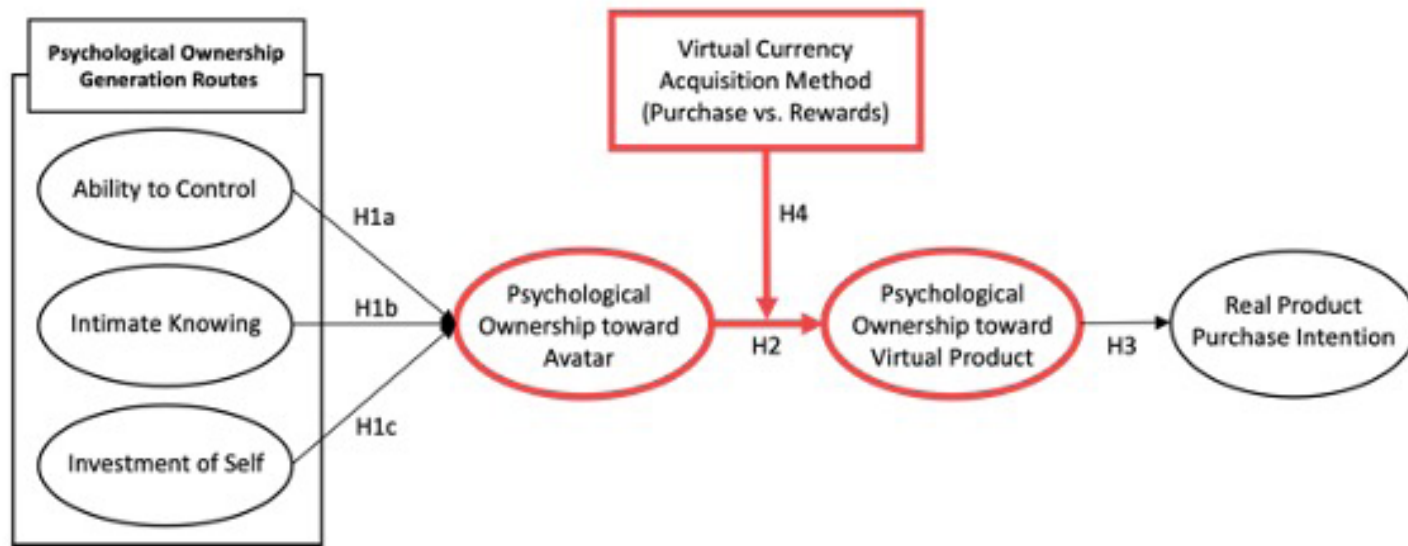 Psychological Ownership
Generation Routes
Ability to Control
Intimate Knowing
Investment of Self
H1a
H1b
H1c
Virtual Currency
Acquisition Method
(Purchase vs. Rewards)
H4
Psychological
Ownership toward
Avatar
H2
Psychological
Ownership toward
Virtual Product
H3
Real Product
Purchase Intention